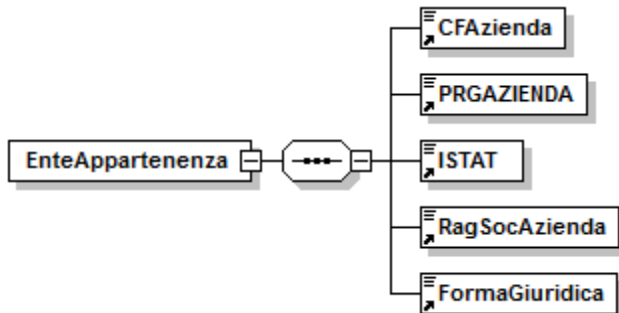 CFAzienda
PRGAZIENDA
EnteAppartenenza
ISTAT
RagSocAzienda
FormaGiuridica